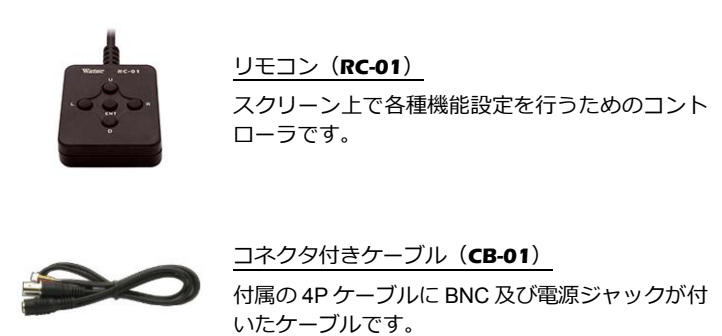 Watec RC-01
U
L
R
ENT
D
リモコン（RC-01）
スクリーン上で各種機能設定を行うためのコント
ローラです。
コネクタ付きケーブル（CB-01）
付属の 4P ケーブルに BNC 及び電源ジャックが付
いたケーブルです。